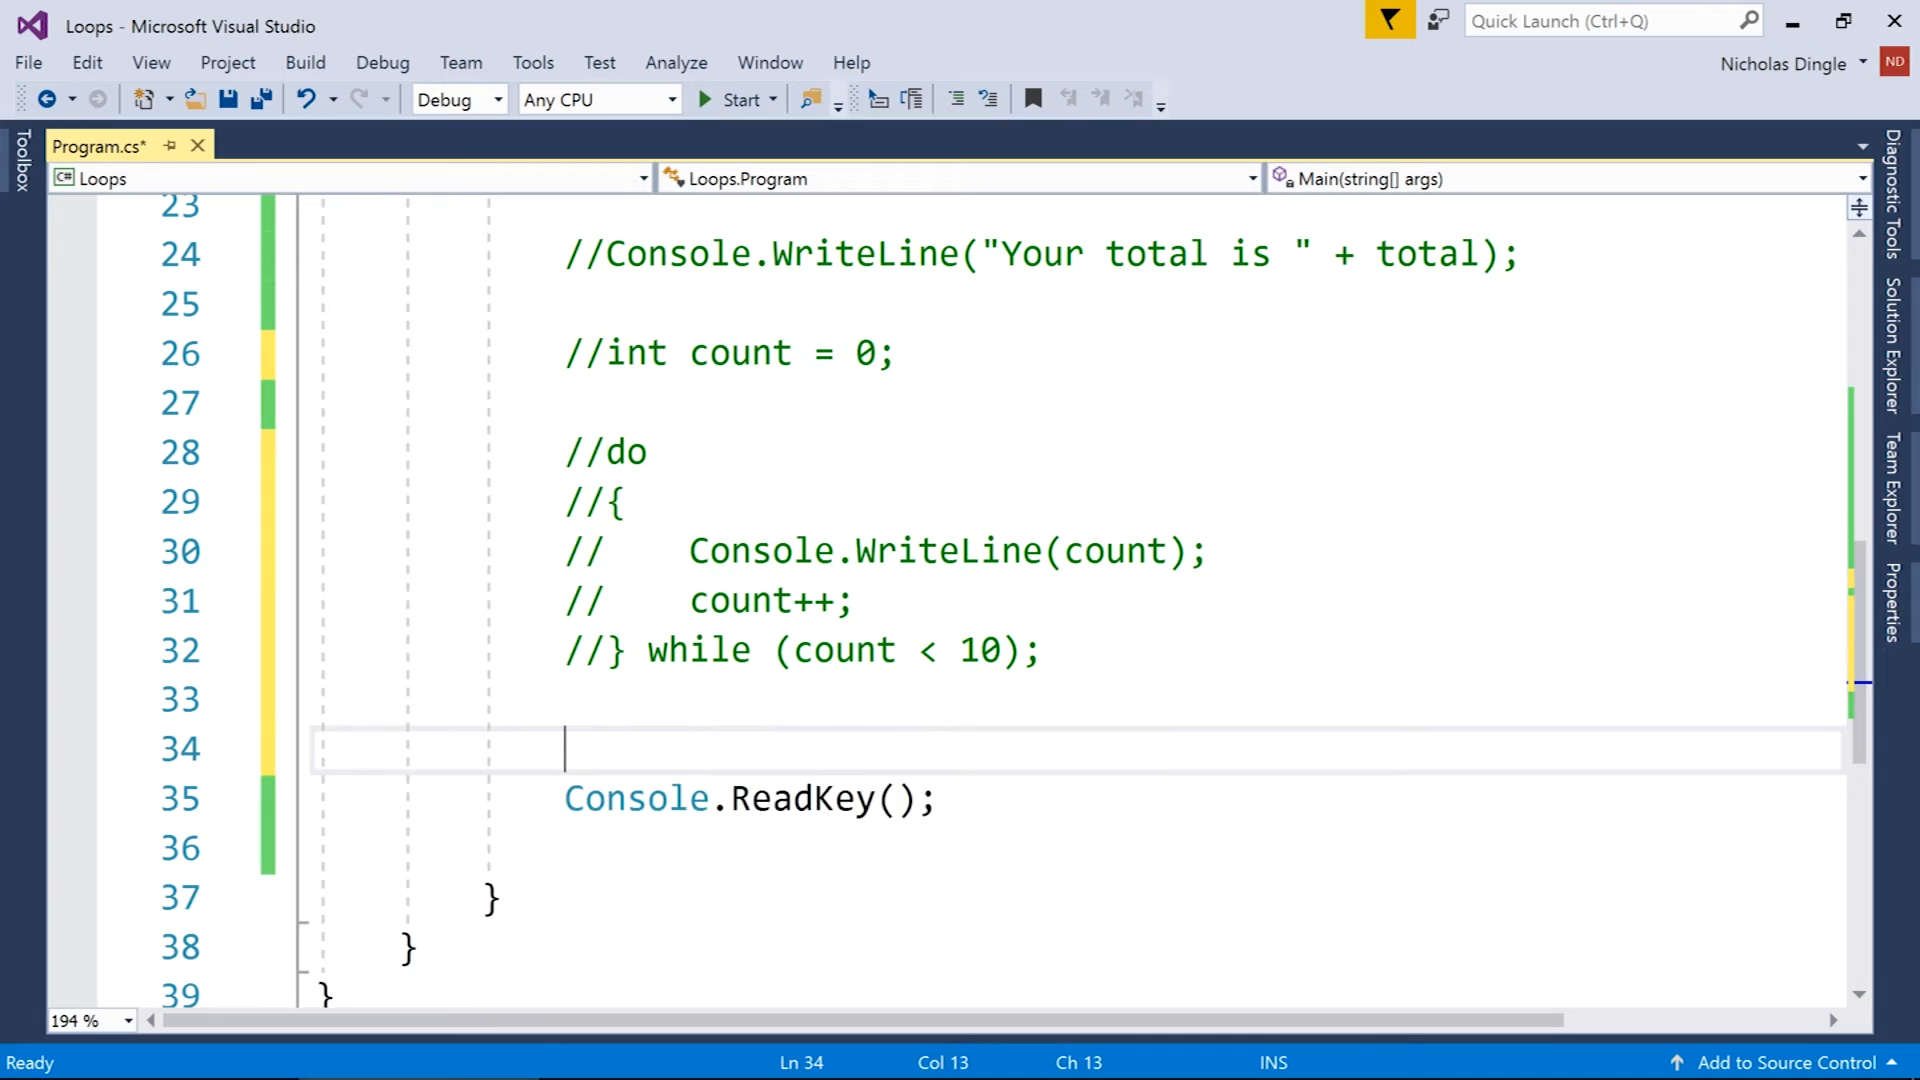 Loops - Microsoft Visual Studio
Quick Launch (Ctrl+Q)
File Edit View Project Build Debug Team Tools Test Analyze Window Help
Nicholas Dingle ND
Debug Any CPU Start
Program.cs*
C# Loops
Loops.Program
Main(string[] args)
Toolbox
Diagnostic Tools
Solution Explorer
Team Explorer
Properties
23
24 //Console.WriteLine("Your total is " + total);
25
26 //int count = 0;
27
28 //do
29 //{
30 //    Console.WriteLine(count);
31 //    count++;
32 //} while (count < 10);
33
34
35 Console.ReadKey();
36
37 }
38 }
39 }
194 %
Ready Ln 34 Col 13 Ch 13 INS Add to Source Control